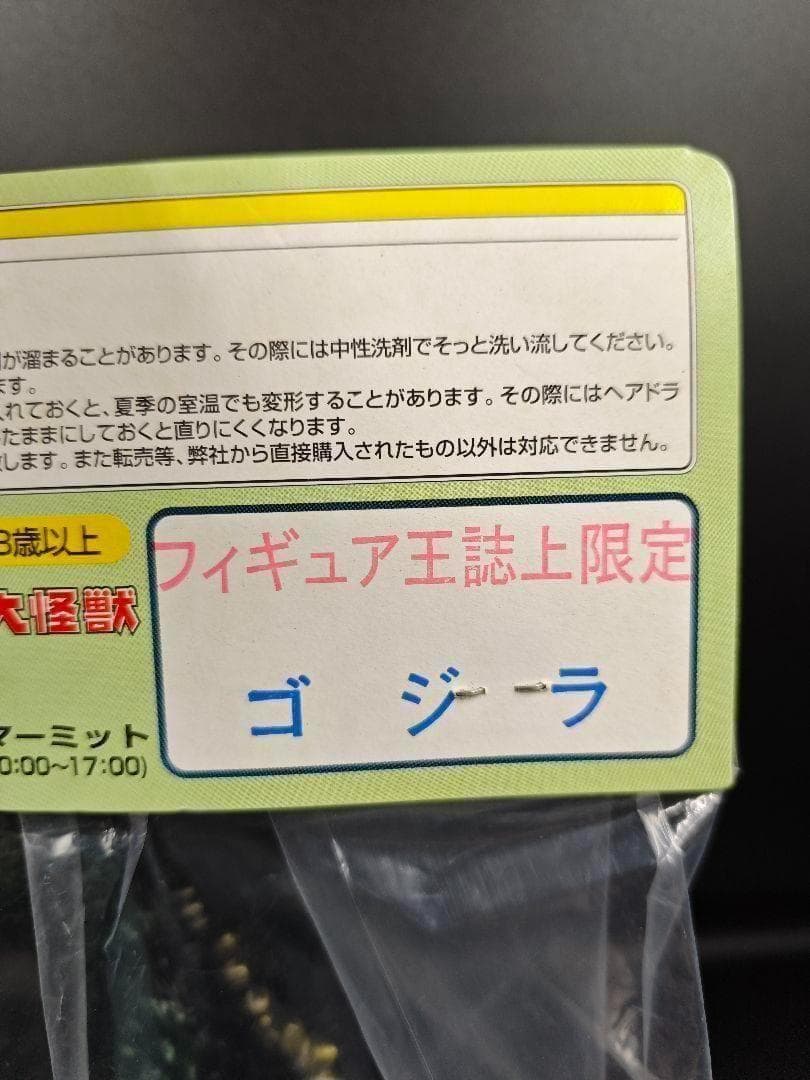 が溜まることがあります。その際には中性洗剤でそっと洗い流してください。
ます。
入れておくと、夏季の室温でも変形することがあります。その際にはヘアドラ
たままにしておくと直りにくくなります。
致します。また転売等、弊社から直接購入されたもの以外は対応できません。
3歳以上
フィギュア王誌上限定
大怪獣
ゴジラ
マーミット
0:00~17:00)